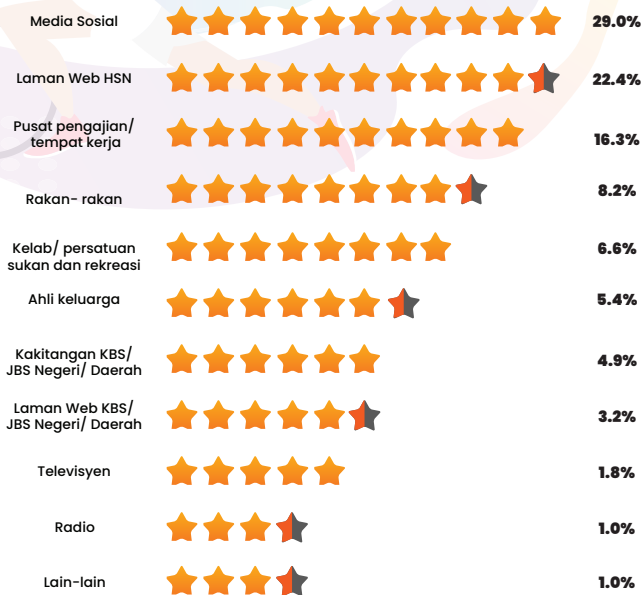 Media Sosial 29.0%
Laman Web HSN 22.4%
Pusat pengajian/
tempat kerja 16.3%
Rakan- rakan 8.2%
Kelab/ persatuan
sukan dan rekreasi 6.6%
Ahli keluarga 5.4%
Kakitangan KBS/
JBS Negeri/ Daerah 4.9%
Laman Web KBS/
JBS Negeri/ Daerah 3.2%
Televisyen 1.8%
Radio 1.0%
Lain-lain 1.0%